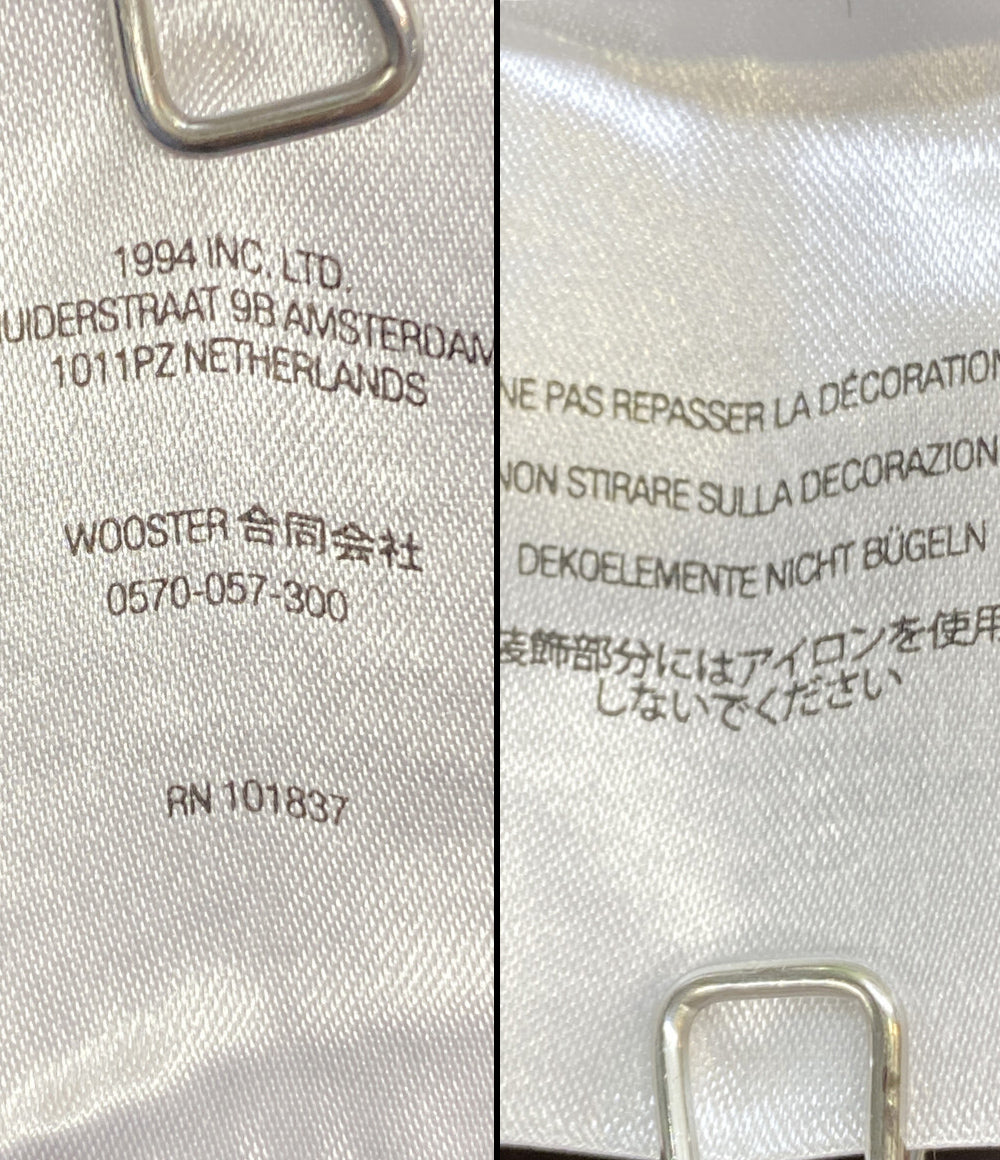 1994 INC. LTD.
UIDERSTRAAT 9B AMSTERDAM
1011PZ NETHERLANDS
WOOSTER 合同会社
0570-057-300
RN 101837
NE PAS REPASSER LA DÉCORATION
NON STIRARE SULLA DECORAZION
DEKOELEMENTE NICHT BÜGELN
装飾部分にはアイロンを使用
しないでください